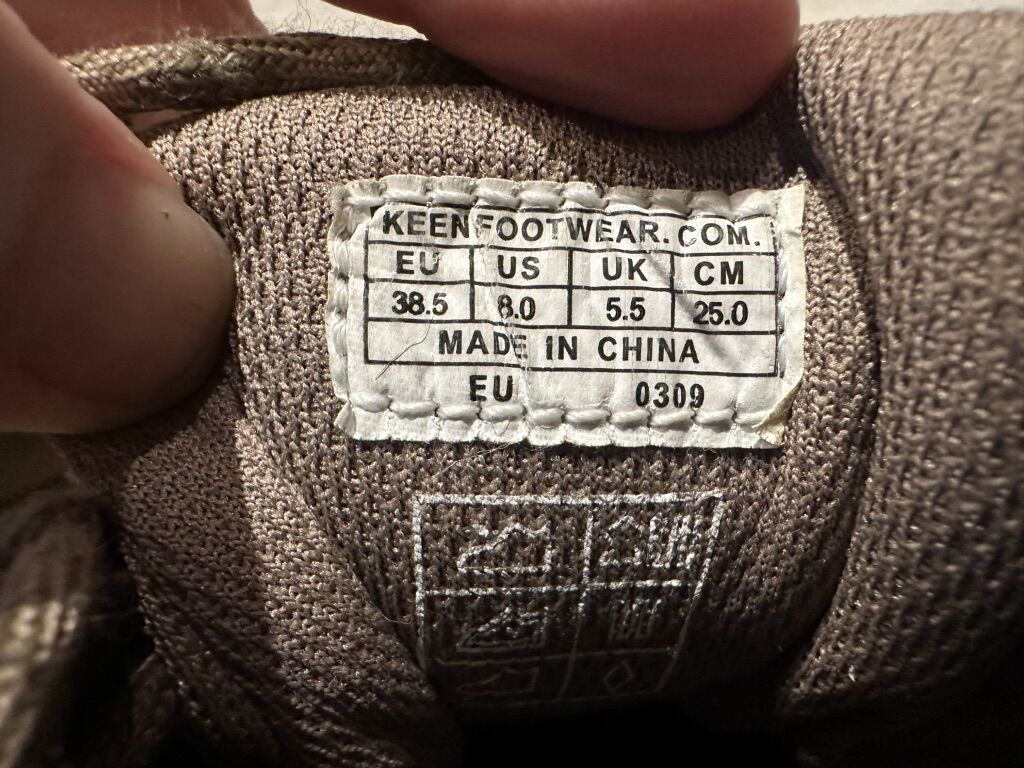 KEENFOOTWEAR.COM.
EU US UK CM
38.5 8.0 5.5 25.0
MADE IN CHINA
EU 0309